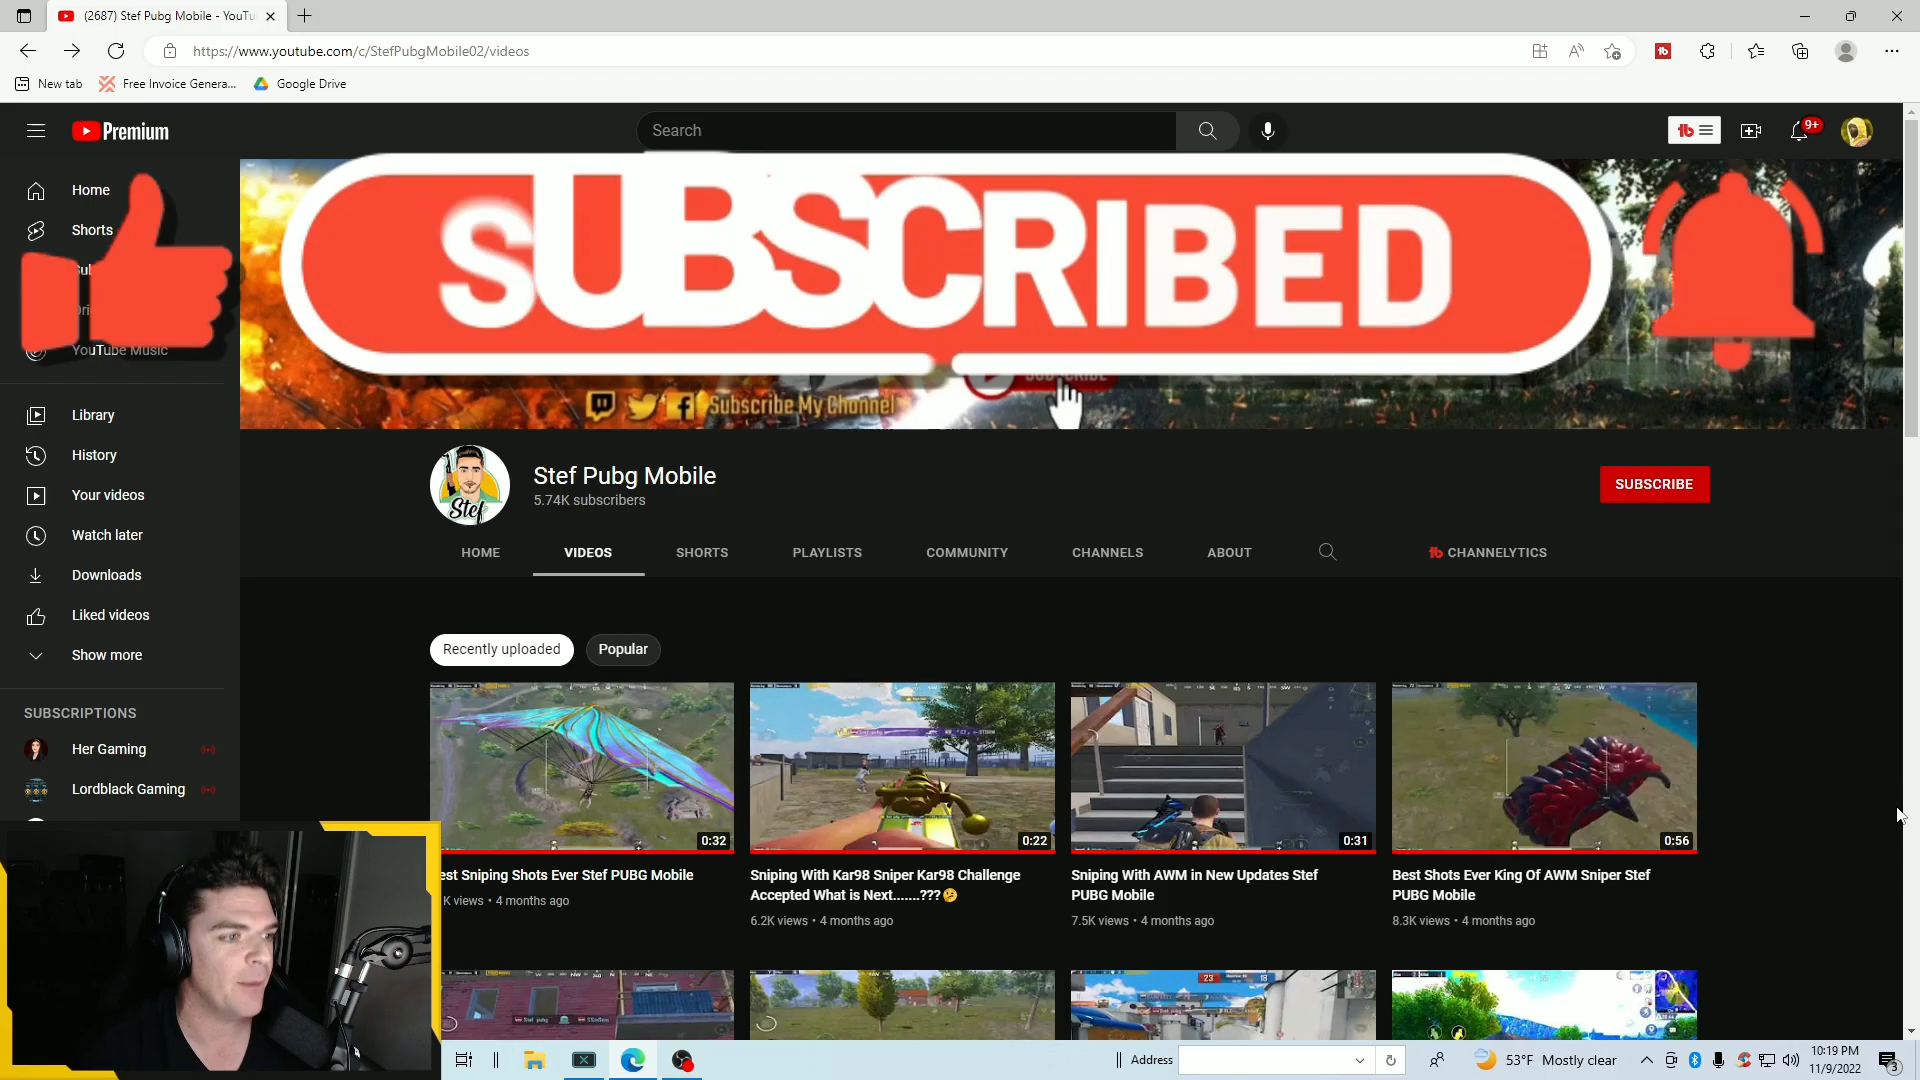 (2687) Stef Pubg Mobile - YouTu
https://www.youtube.com/c/StefPubgMobile02/videos
New tab
Free Invoice Genera...
Google Drive
Premium
Search
9+
Home
Shorts
YouTube Music
SUBSCRIBED
Subscribe My Channel
Library
History
Your videos
Watch later
Downloads
Liked videos
Show more
SUBSCRIPTIONS
Her Gaming
Lordblack Gaming
Stef
Stef Pubg Mobile
5.74K subscribers
SUBSCRIBE
HOME
VIDEOS
SHORTS
PLAYLISTS
COMMUNITY
CHANNELS
ABOUT
CHANNELYTICS
Recently uploaded
Popular
0:32
0:22
0:31
0:56
est Sniping Shots Ever Stef PUBG Mobile
K views • 4 months ago
Sniping With Kar98 Sniper Kar98 Challenge
Accepted What is Next.......???🤔
6.2K views • 4 months ago
Sniping With AWM in New Updates Stef
PUBG Mobile
7.5K views • 4 months ago
Best Shots Ever King Of AWM Sniper Stef
PUBG Mobile
8.3K views • 4 months ago
Address
53°F Mostly clear
10:19 PM
11/9/2022
3